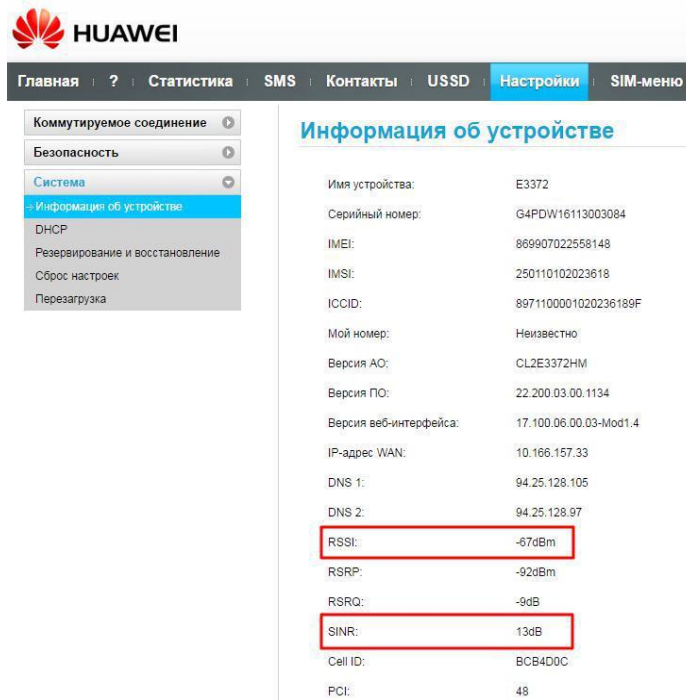 HUAWEI
Главная ? Статистика SMS Контакты USSD Настройки SIM-меню
Коммутируемое соединение
Безопасность
Система
Информация об устройстве
DHCP
Резервирование и восстановление
Сброс настроек
Перезагрузка
Информация об устройстве
Имя устройства: E3372
Серийный номер: G4PDW16113003084
IMEI: 869907022558148
IMSI: 250110102023618
ICCID: 8971100001020236189F
Мой номер: Неизвестно
Версия АО: CL2E3372HM
Версия ПО: 22.200.03.00.1134
Версия веб-интерфейса: 17.100.06.00.03-Mod1.4
IP-адрес WAN: 10.166.157.33
DNS 1: 94.25.128.105
DNS 2: 94.25.128.97
RSSI: -67dBm
RSRP: -92dBm
RSRQ: -9dB
SINR: 13dB
Cell ID: BCB4D0C
PCI: 48